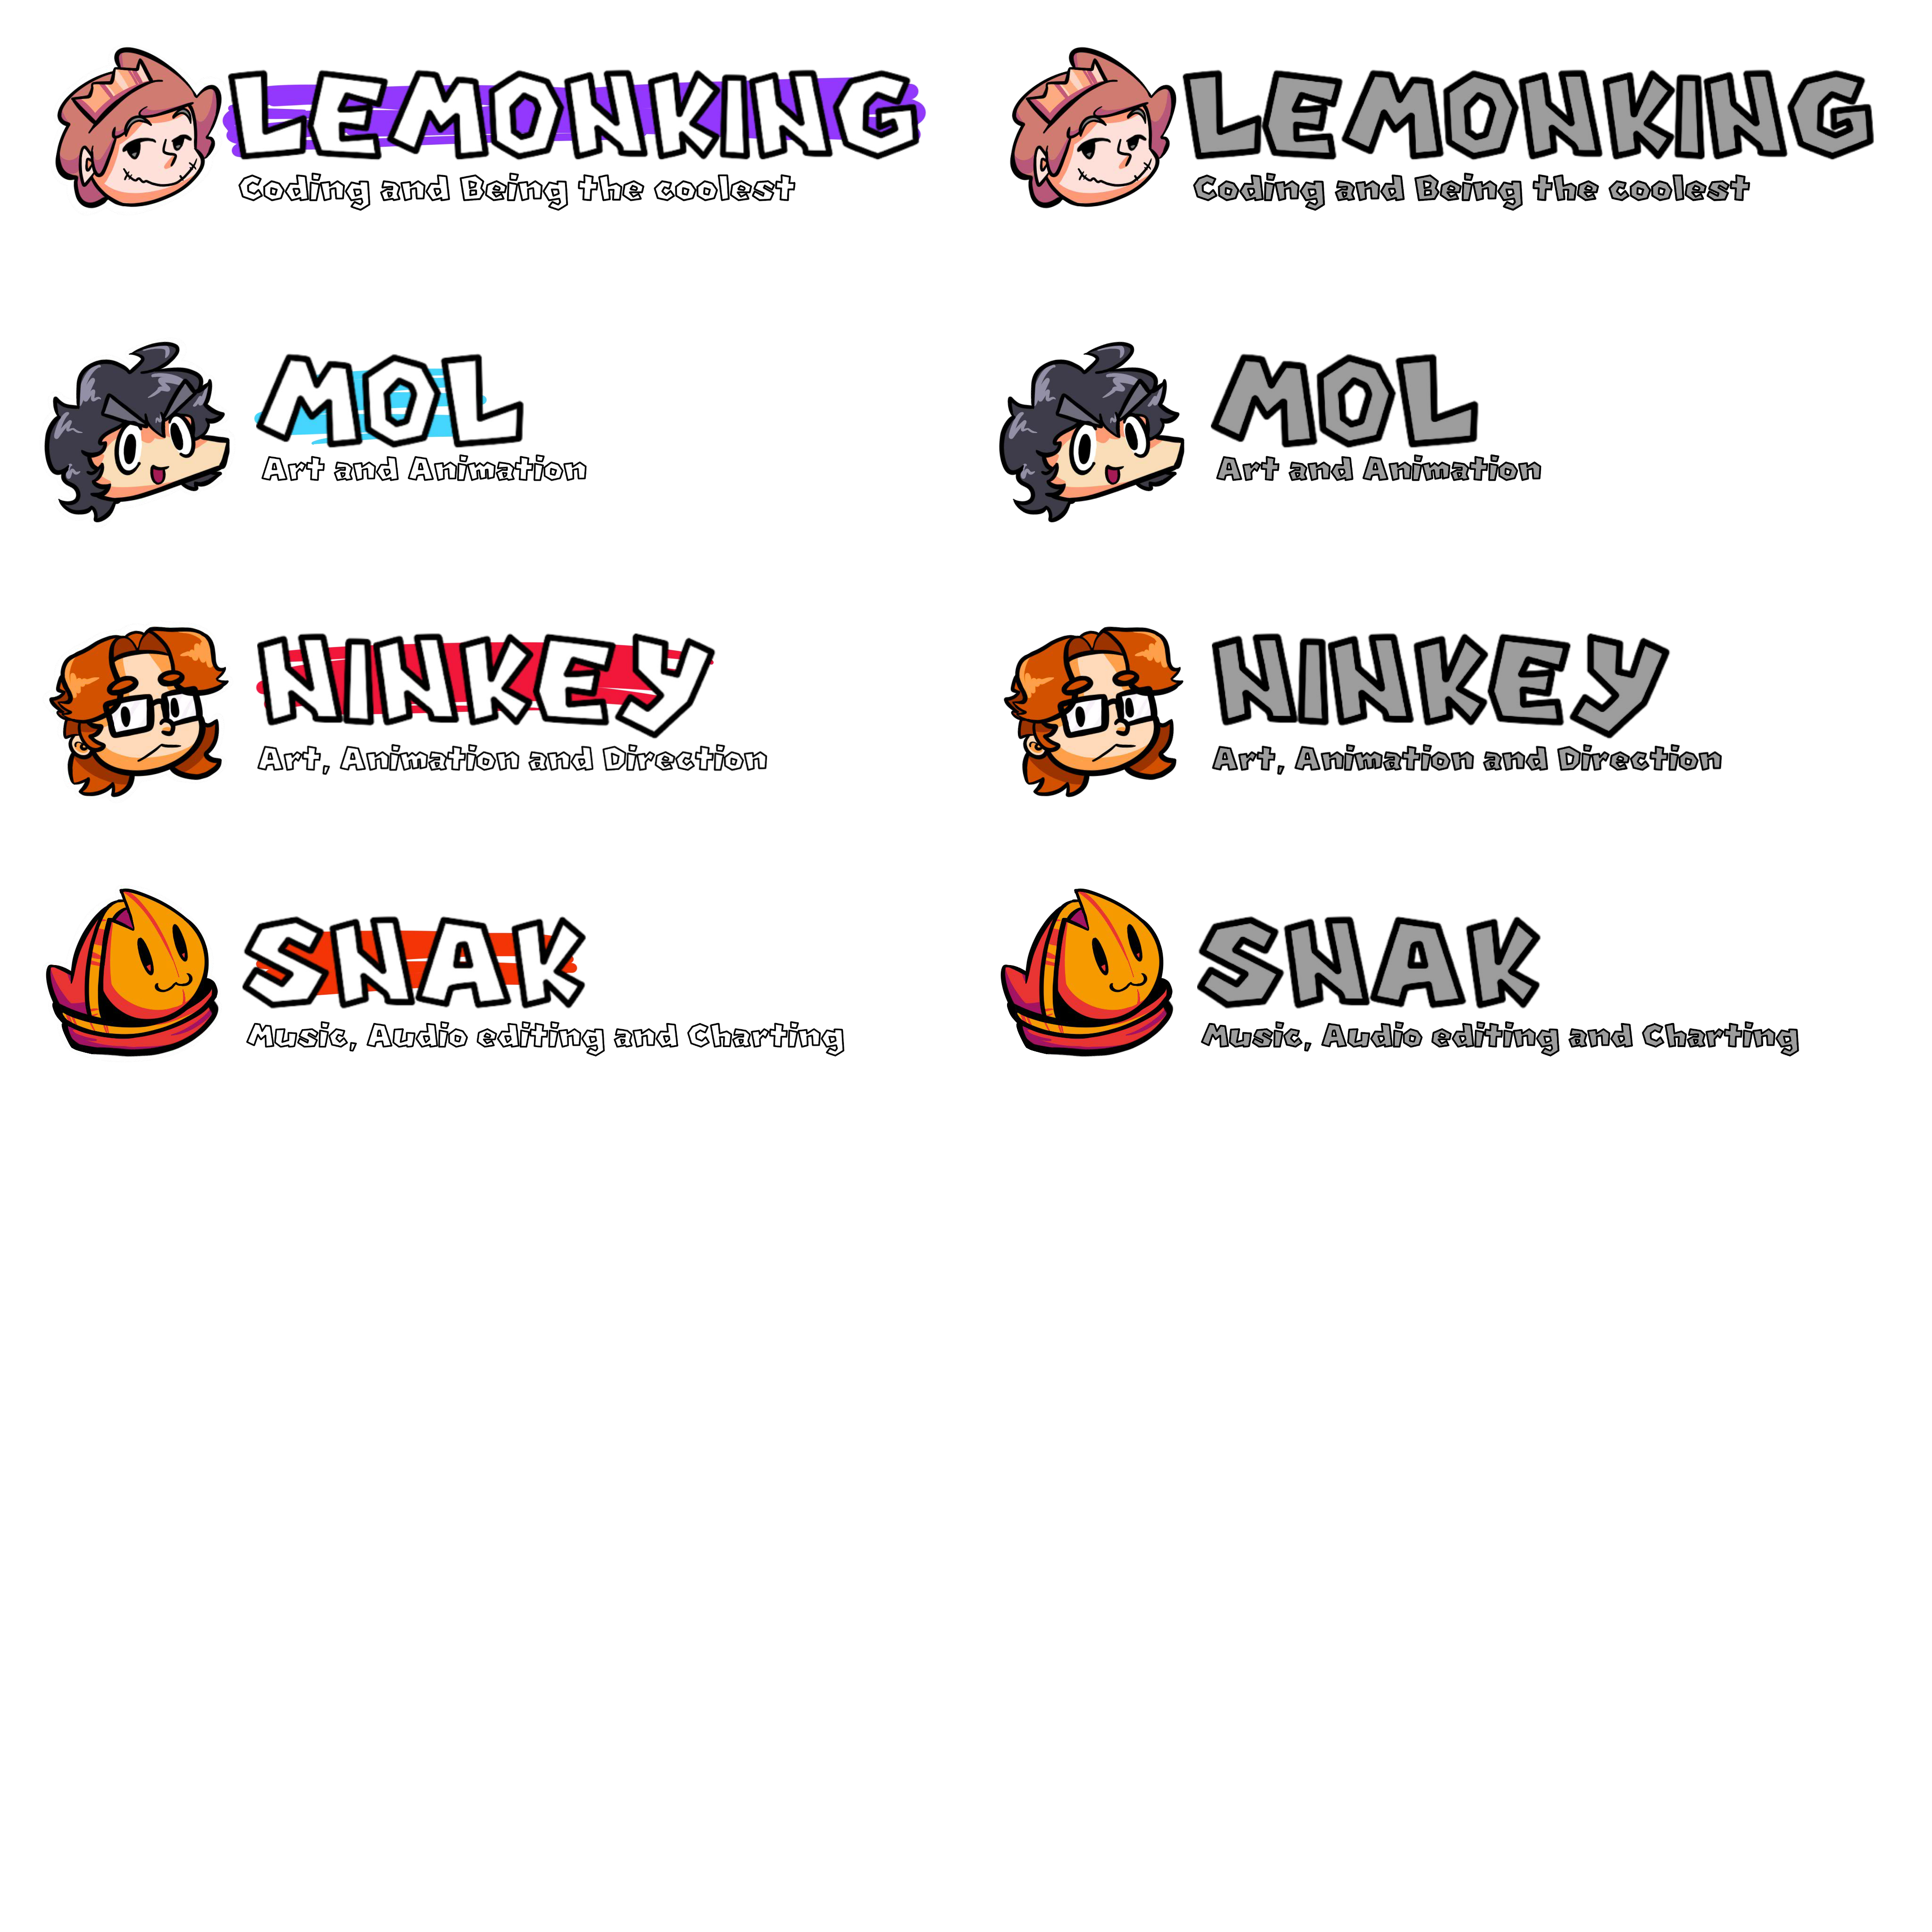 LEMONKING
Coding and Being the coolest
LEMONKING
Coding and Being the coolest
MOL
Art and Animation
MOL
Art and Animation
NINKEY
Art, Animation and Direction
NINKEY
Art, Animation and Direction
SNAK
Music, Audio editing and Charting
SNAK
Music, Audio editing and Charting